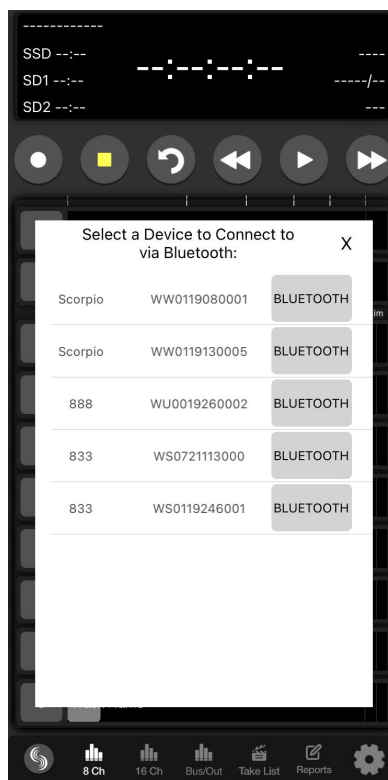 ------------
SSD --:--
SD1 --:--
SD2 --:--
--:--:--:--
----
-----/--
---
Select a Device to Connect to
via Bluetooth:
X
Scorpio WW0119080001 BLUETOOTH
Scorpio WW0119130005 BLUETOOTH
888 WU0019260002 BLUETOOTH
833 WS0721113000 BLUETOOTH
833 WS0119246001 BLUETOOTH
8 Ch
16 Ch
Bus/Out
Take List
Reports